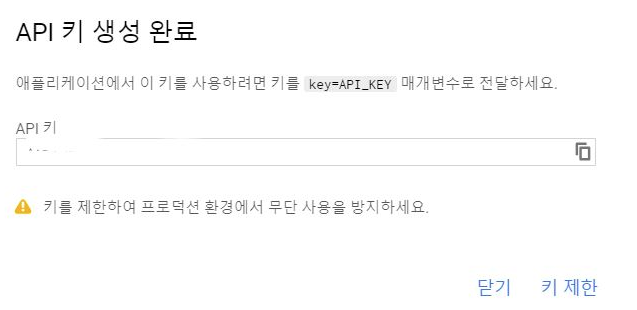 API 키 생성 완료
애플리케이션에서 이 키를 사용하려면 키를 key=API_KEY 매개변수로 전달하세요.
API 키
키를 제한하여 프로덕션 환경에서 무단 사용을 방지하세요.
닫기 키 제한